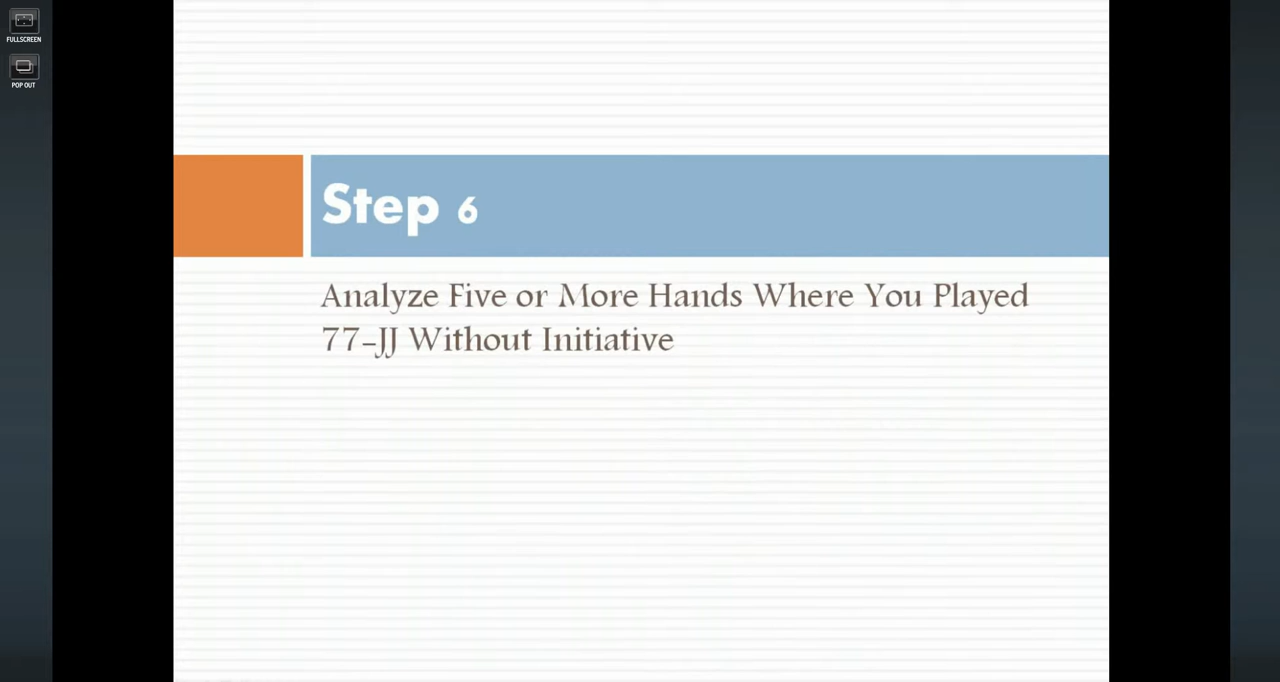 FULLSCREEN
POP OUT
Step 6
Analyze Five or More Hands Where You Played
77-JJ Without Initiative